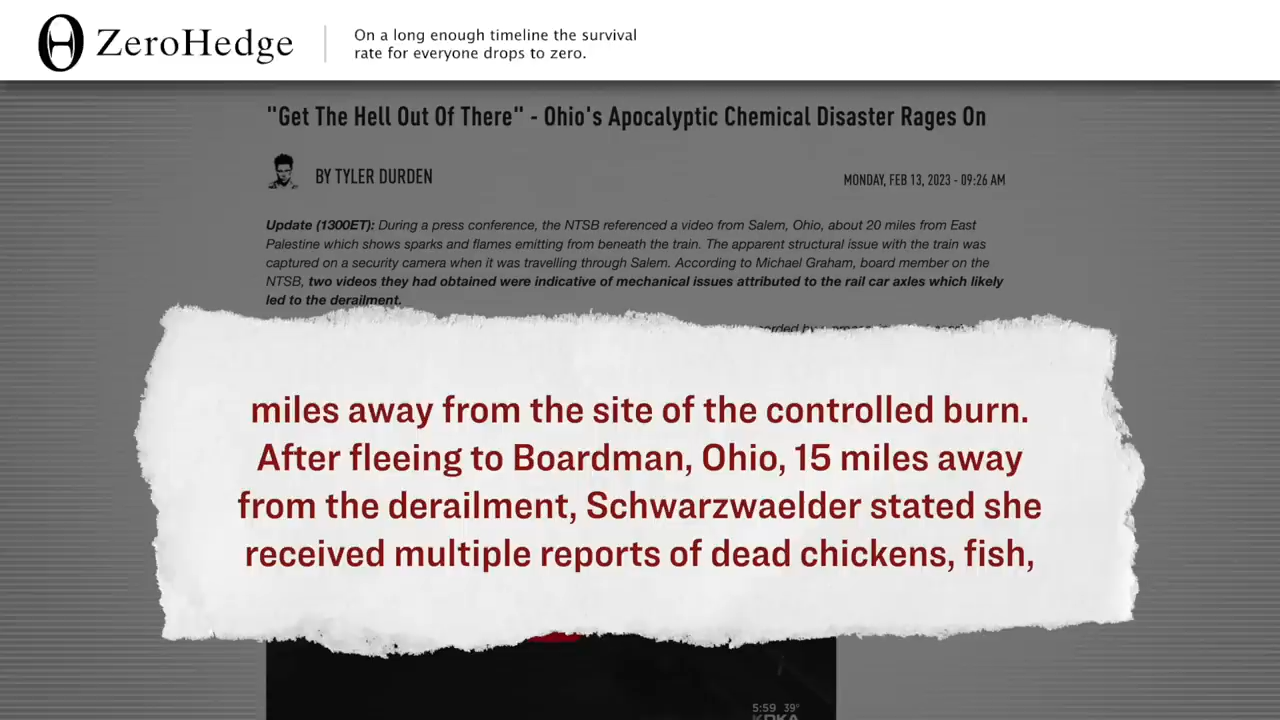 ZeroHedge
On a long enough timeline the survival
rate for everyone drops to zero.
"Get The Hell Out Of There" - Ohio's Apocalyptic Chemical Disaster Rages On
BY TYLER DURDEN
MONDAY, FEB 13, 2023 - 09:26 AM
Update (1300ET): During a press conference, the NTSB referenced a video from Salem, Ohio, about 20 miles from East
Palestine which shows sparks and flames emitting from beneath the train. The apparent structural issue with the train was
captured on a security camera when it was travelling through Salem. According to Michael Graham, board member on the
NTSB, two videos they had obtained were indicative of mechanical issues attributed to the rail car axles which likely
led to the derailment.
miles away from the site of the controlled burn.
After fleeing to Boardman, Ohio, 15 miles away
from the derailment, Schwarzwaelder stated she
received multiple reports of dead chickens, fish,
5:59 39°
KDKA